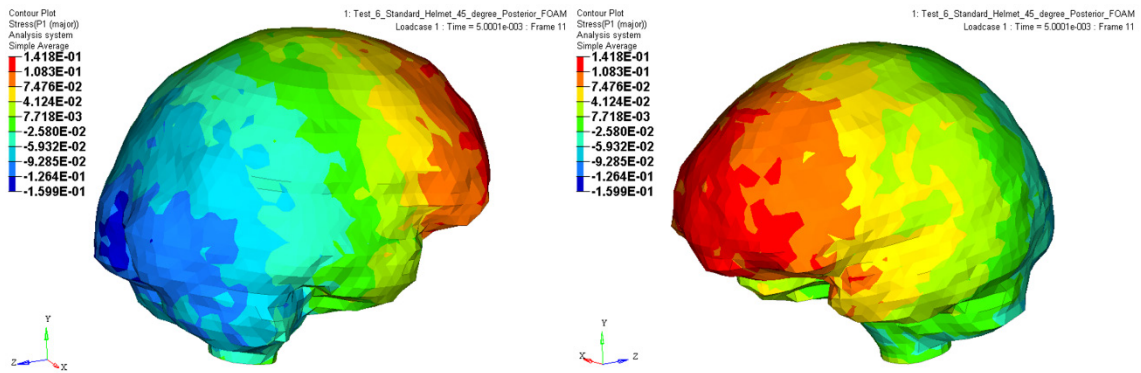 Contour Plot
Stress(P1 (major))
Analysis system
Simple Average
1.418E-01
1.083E-01
7.476E-02
4.124E-02
7.718E-03
-2.580E-02
-5.932E-02
-9.285E-02
-1.264E-01
-1.599E-01
1: Test_6_Standard_Helmet_45_degree_Posterior_FOAM
Loadcase 1 : Time = 5.0001e-003 : Frame 11
Y
Z
X
Contour Plot
Stress(P1 (major))
Analysis system
Simple Average
1.418E-01
1.083E-01
7.476E-02
4.124E-02
7.718E-03
-2.580E-02
-5.932E-02
-9.285E-02
-1.264E-01
-1.599E-01
1: Test_6_Standard_Helmet_45_degree_Posterior_FOAM
Loadcase 1 : Time = 5.0001e-003 : Frame 11
Y
X
Z